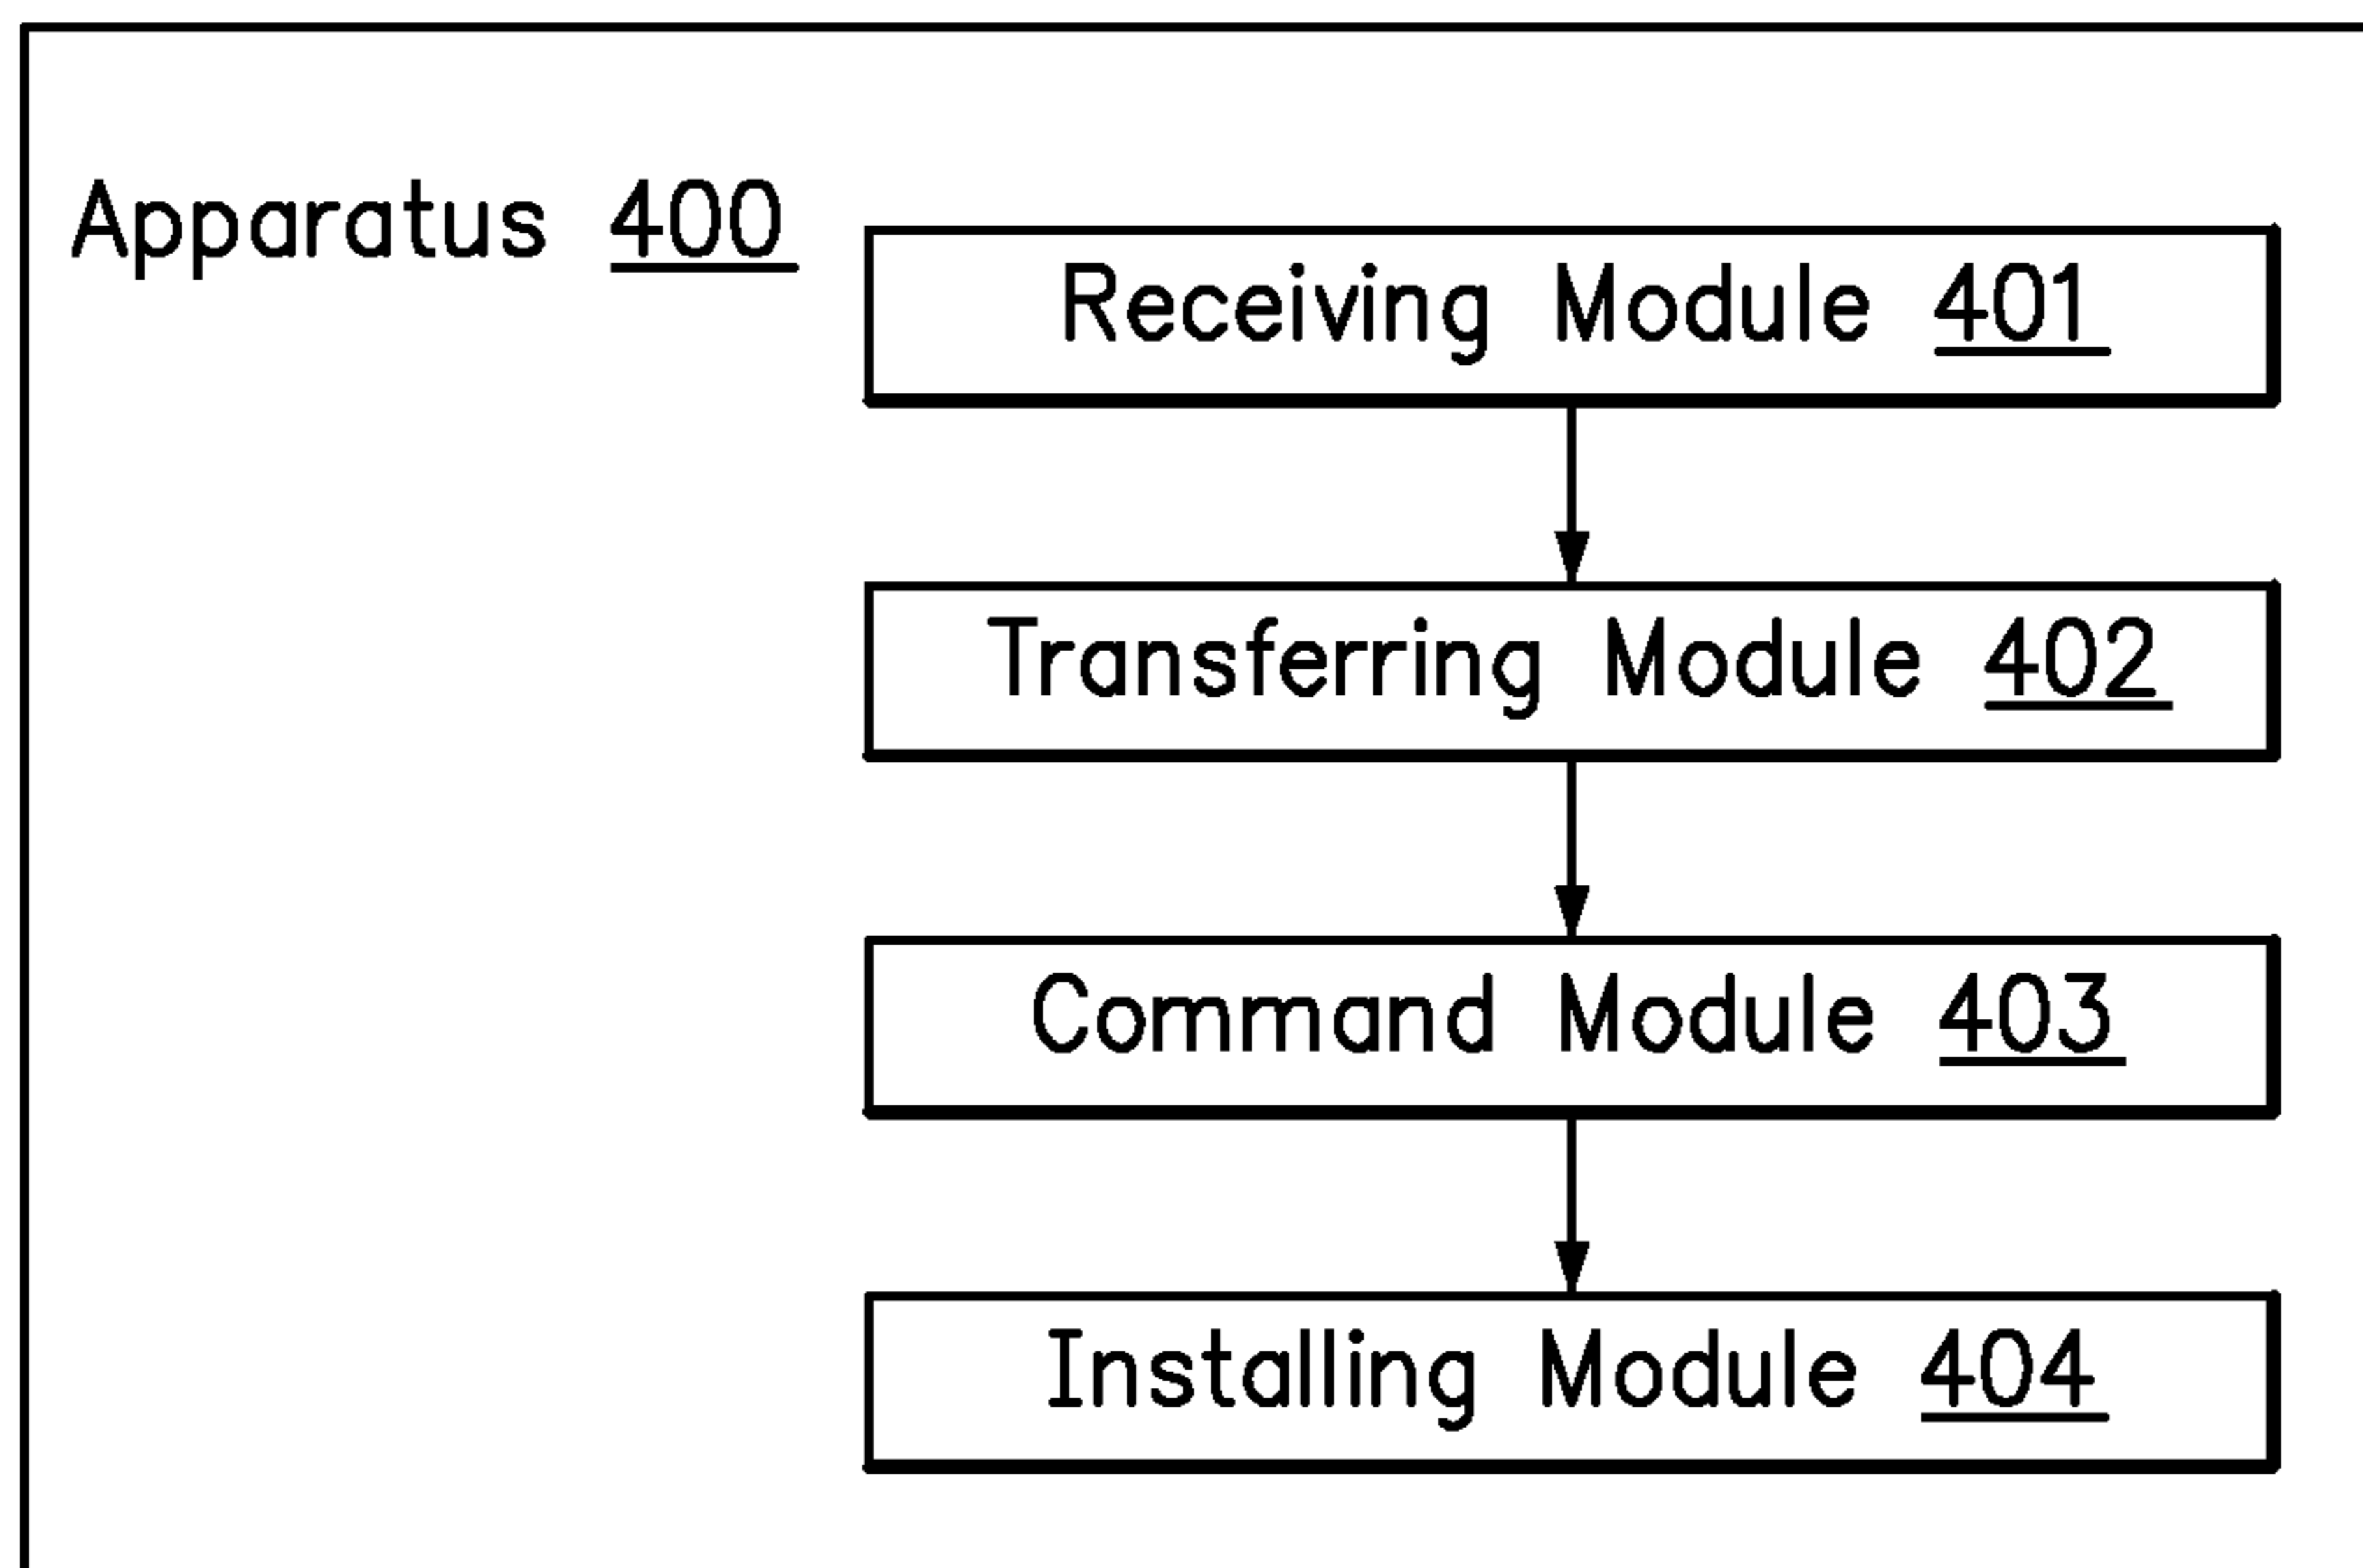 Apparatus 400
Receiving Module 401
Transferring Module 402
Command Module 403
Installing Module 404